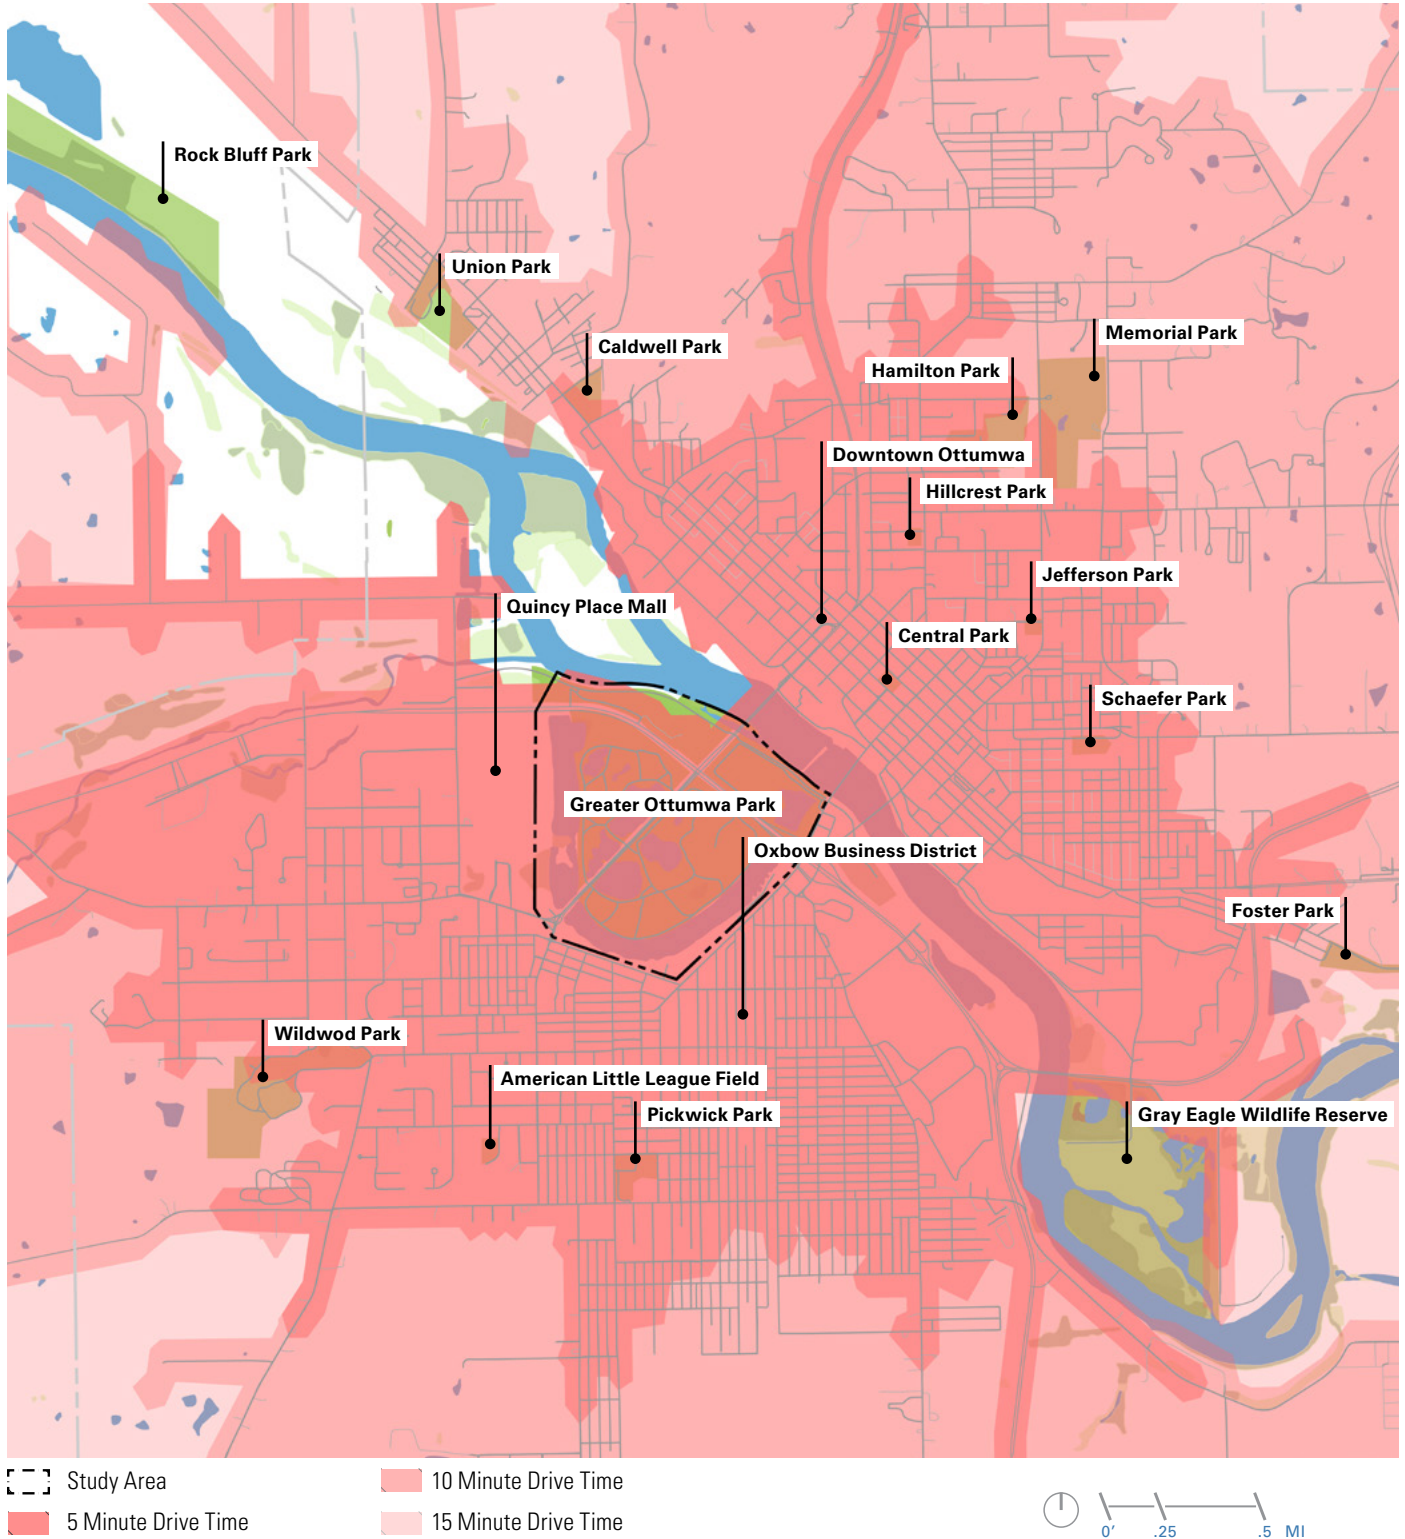 Rock Bluff Park
Union Park
Caldwell Park
Memorial Park
Hamilton Park
Downtown Ottumwa
Hillcrest Park
Jefferson Park
Quincy Place Mall
Central Park
Schaefer Park
Greater Ottumwa Park
Oxbow Business District
Foster Park
Wildwod Park
American Little League Field
Pickwick Park
Gray Eagle Wildlife Reserve
Study Area
10 Minute Drive Time
5 Minute Drive Time
15 Minute Drive Time
0' .25 .5 MI